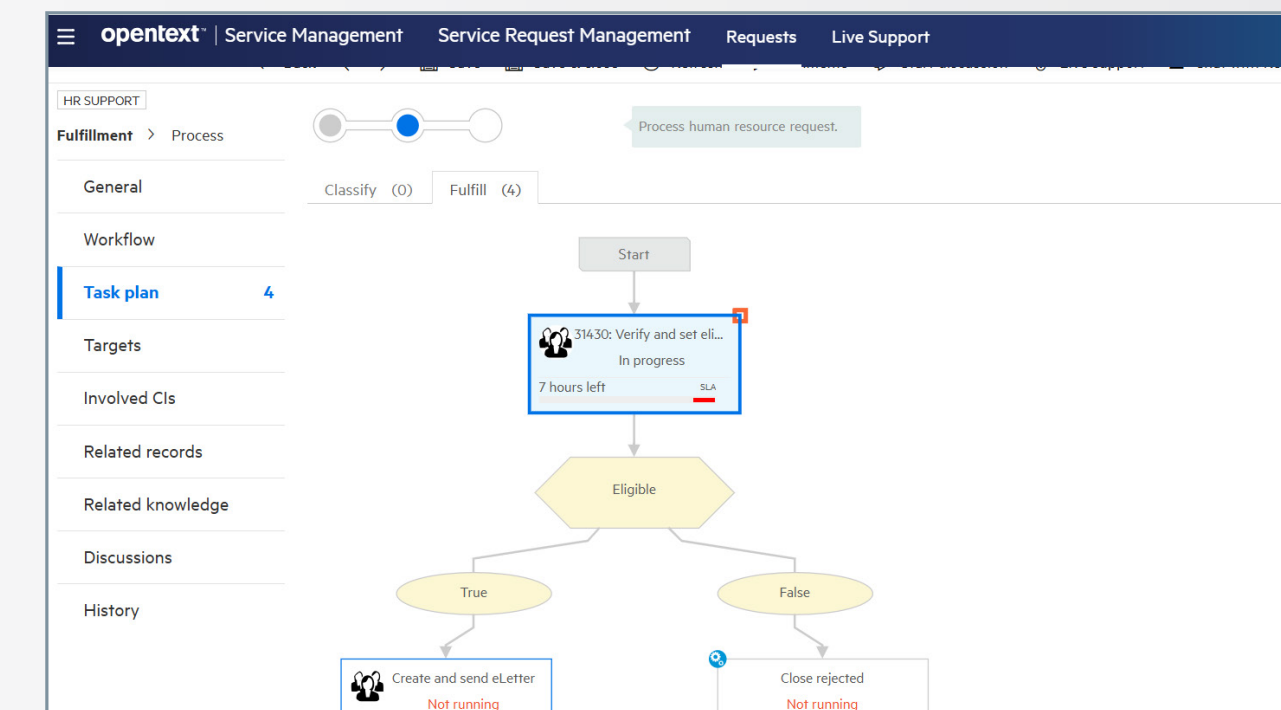 opentext™ | Service Management Service Request Management Requests Live Support
HR SUPPORT
Fulfillment > Process
Process human resource request.
General
Workflow
Task plan 4
Targets
Involved CIs
Related records
Related knowledge
Discussions
History
Classify (0) Fulfill (4)
Start
31430: Verify and set eli...
In progress
7 hours left SLA
Eligible
True False
Create and send eLetter
Not running
Close rejected
Not running